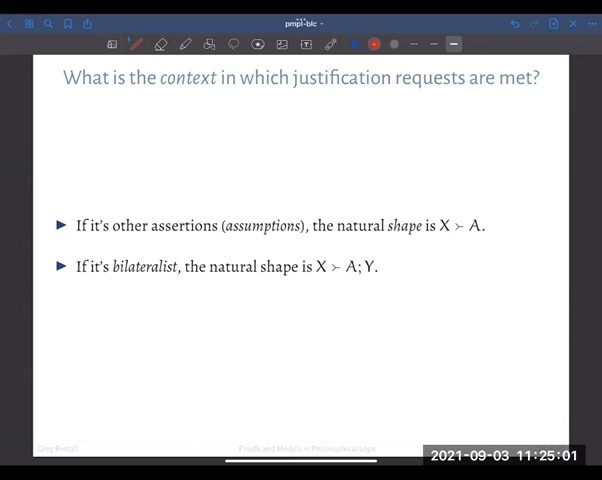 pmpl-blc
What is the context in which justification requests are met?
If it's other assertions (assumptions), the natural shape is X ≻ A.
If it's bilateralist, the natural shape is X ≻ A; Y.
Greg Restall
Proofs and Models in Philosophical Logic
2021-09-03 11:25:01